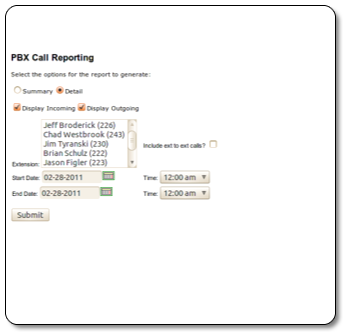 PBX Call Reporting
Select the options for the report to generate:
Summary Detail
Display Incoming Display Outgoing
Jeff Broderick (226)
Chad Westbrook (243)
Jim Tyranski (230)
Brian Schulz (222)
Extension: Jason Figler (223)
Include ext to ext calls?
Start Date: 02-28-2011 Time: 12:00 am
End Date: 02-28-2011 Time: 12:00 am
Submit